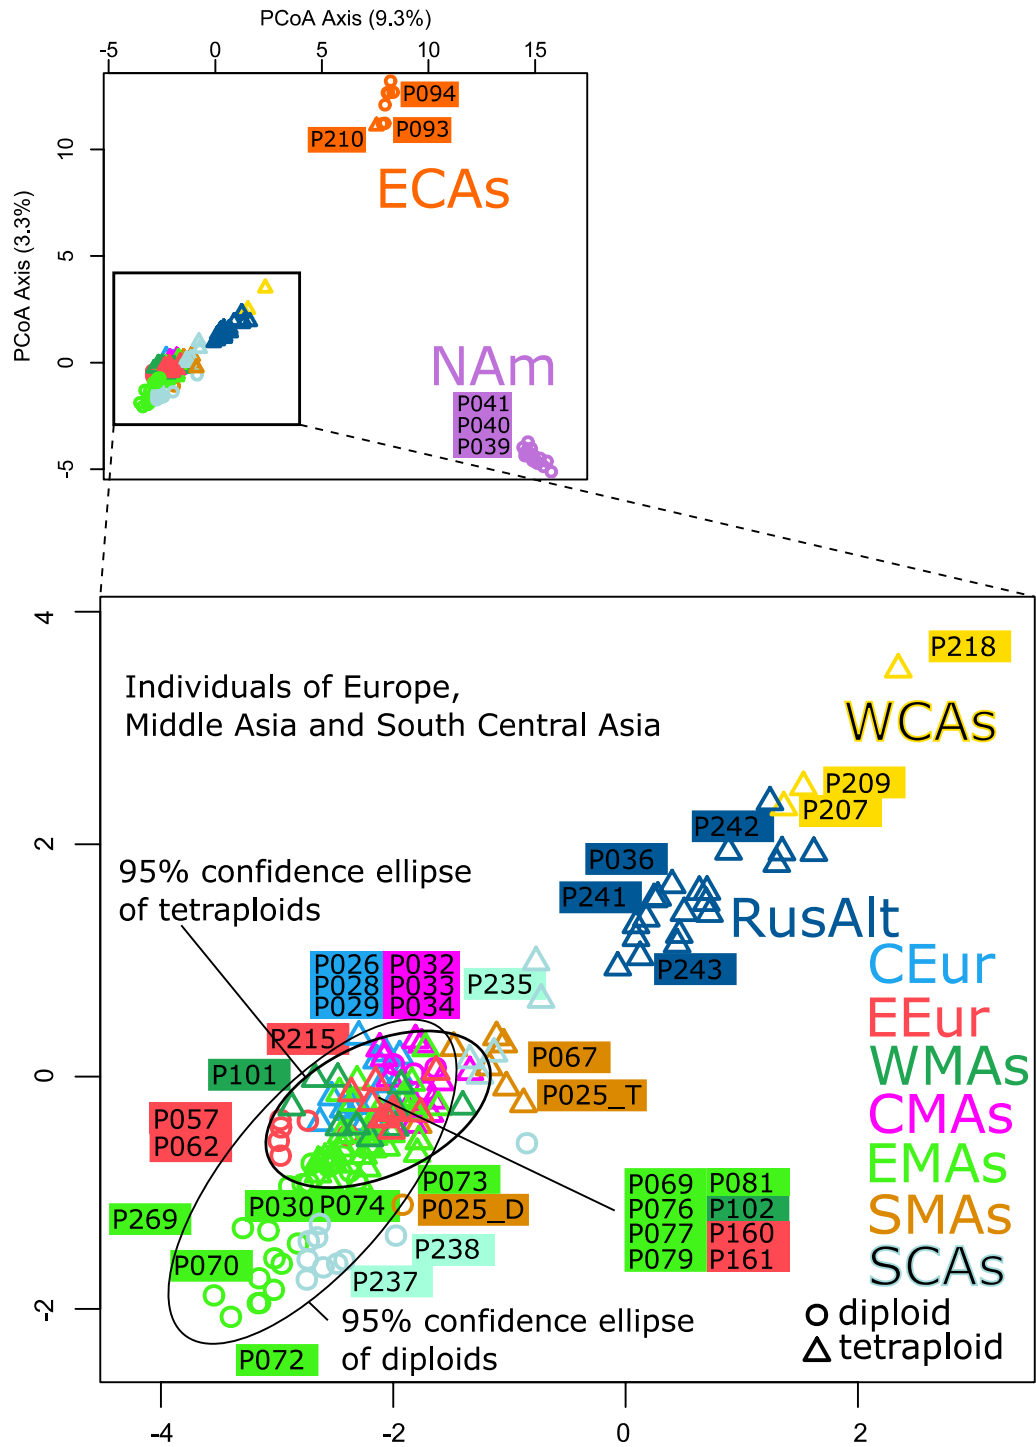 PCoA Axis (9.3%)
-5 0 5 10 15
PCoA Axis (3.3%)
10
5
0
-5
P094
P210 P093
ECAs
NAm
P041
P040
P039
4
2
0
-2
Individuals of Europe,
Middle Asia and South Central Asia
P218
WCAs
P209
P207
P242
P036
P241
RusAlt
P243
95% confidence ellipse
of tetraploids
P026 P032
P028 P033
P029 P034
P235
P215
P101
P067
P025_T
P057
P062
P073
P030 P074
P025_D
P269
P070
P238
P237
P072
P069 P081
P076 P102
P077 P160
P079 P161
95% confidence ellipse
of diploids
CEur
EEur
WMAs
CMAs
EMAs
SMAs
SCAs
diploid
tetraploid
-4 -2 0 2